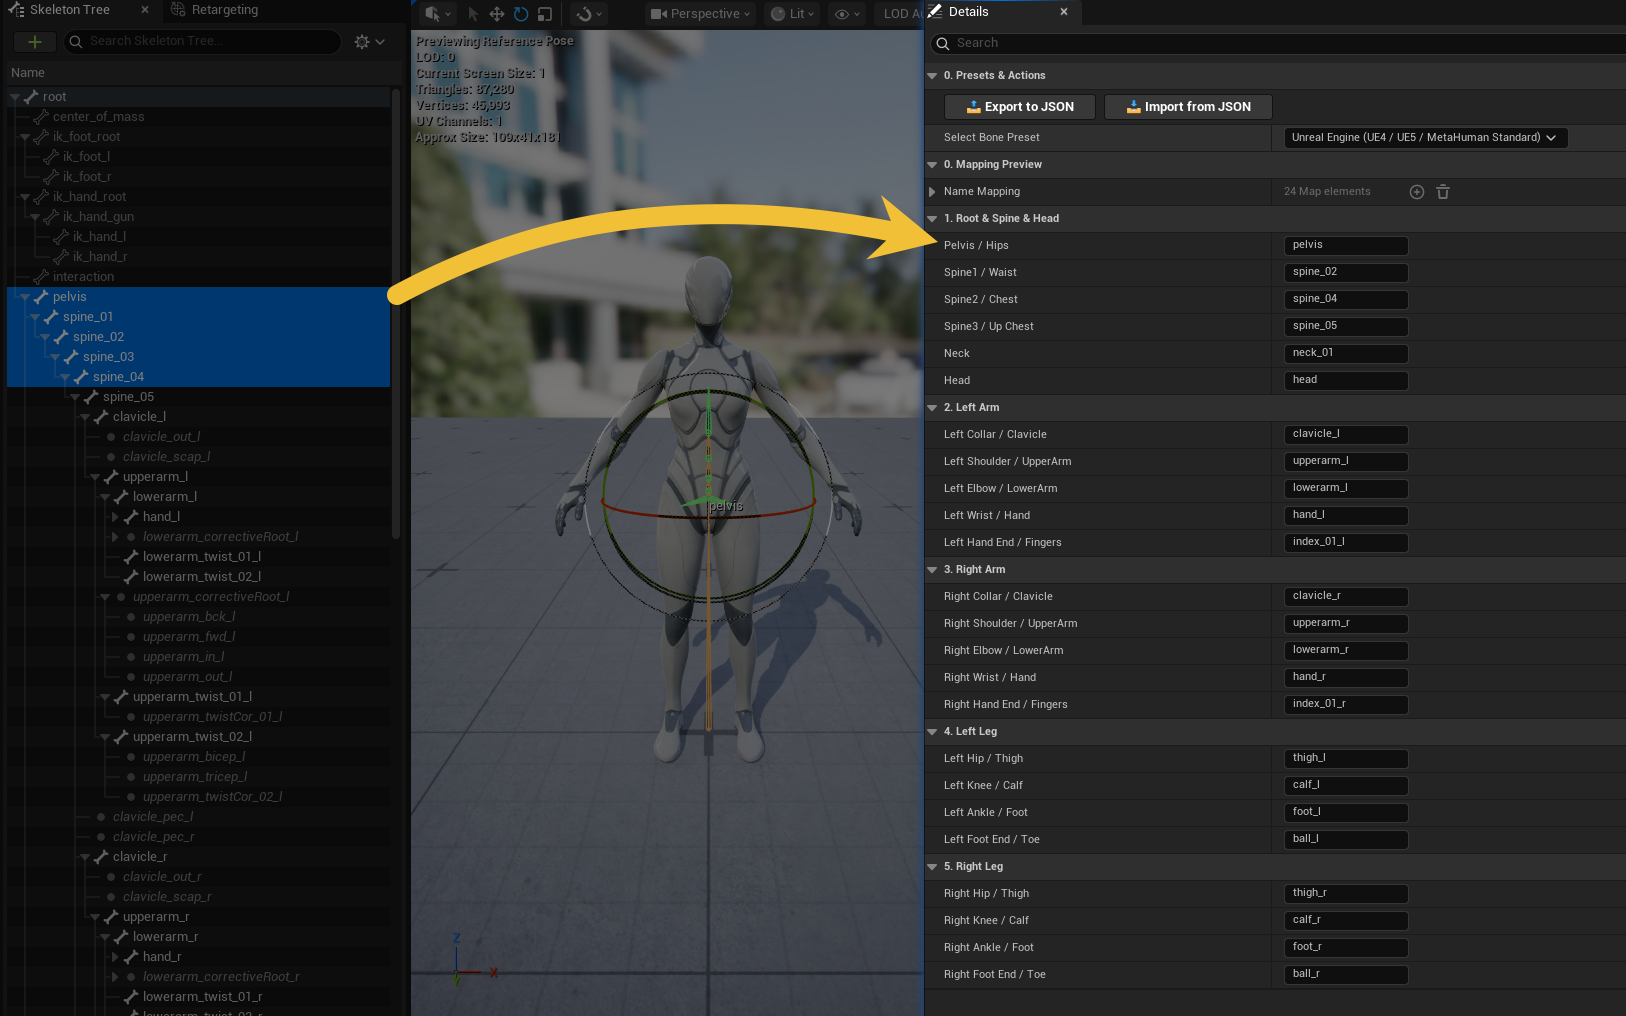 Skeleton Tree
Retargeting
Search Skeleton Tree...
Name
root
center_of_mass
ik_foot_root
ik_foot_l
ik_foot_r
ik_hand_root
ik_hand_gun
ik_hand_l
ik_hand_r
interaction
pelvis
spine_01
spine_02
spine_03
spine_04
spine_05
clavicle_l
clavicle_out_l
clavicle_scap_l
upperarm_l
lowerarm_l
hand_l
lowerarm_correctiveRoot_l
lowerarm_twist_01_l
lowerarm_twist_02_l
upperarm_correctiveRoot_l
upperarm_bck_l
upperarm_fwd_l
upperarm_in_l
upperarm_out_l
upperarm_twist_01_l
upperarm_twistCor_01_l
upperarm_twist_02_l
upperarm_bicep_l
upperarm_tricep_l
upperarm_twistCor_02_l
clavicle_pec_l
clavicle_pec_r
clavicle_r
clavicle_out_r
clavicle_scap_r
upperarm_r
lowerarm_r
hand_r
lowerarm_correctiveRoot_r
lowerarm_twist_01_r
Perspective
Lit
LOD Au
Previewing Reference Pose
LOD: 0
Current Screen Size: 1
Triangles: 87,280
Vertices: 45,993
UV Channels: 1
Approx Size: 109x41x181
pelvis
Z
X
Y
Details
Search
0. Presets & Actions
Export to JSON
Import from JSON
Select Bone Preset
Unreal Engine (UE4 / UE5 / MetaHuman Standard)
0. Mapping Preview
Name Mapping
24 Map elements
1. Root & Spine & Head
Pelvis / Hips
pelvis
Spine1 / Waist
spine_02
Spine2 / Chest
spine_04
Spine3 / Up Chest
spine_05
Neck
neck_01
Head
head
2. Left Arm
Left Collar / Clavicle
clavicle_l
Left Shoulder / UpperArm
upperarm_l
Left Elbow / LowerArm
lowerarm_l
Left Wrist / Hand
hand_l
Left Hand End / Fingers
index_01_l
3. Right Arm
Right Collar / Clavicle
clavicle_r
Right Shoulder / UpperArm
upperarm_r
Right Elbow / LowerArm
lowerarm_r
Right Wrist / Hand
hand_r
Right Hand End / Fingers
index_01_r
4. Left Leg
Left Hip / Thigh
thigh_l
Left Knee / Calf
calf_l
Left Ankle / Foot
foot_l
Left Foot End / Toe
ball_l
5. Right Leg
Right Hip / Thigh
thigh_r
Right Knee / Calf
calf_r
Right Ankle / Foot
foot_r
Right Foot End / Toe
ball_r